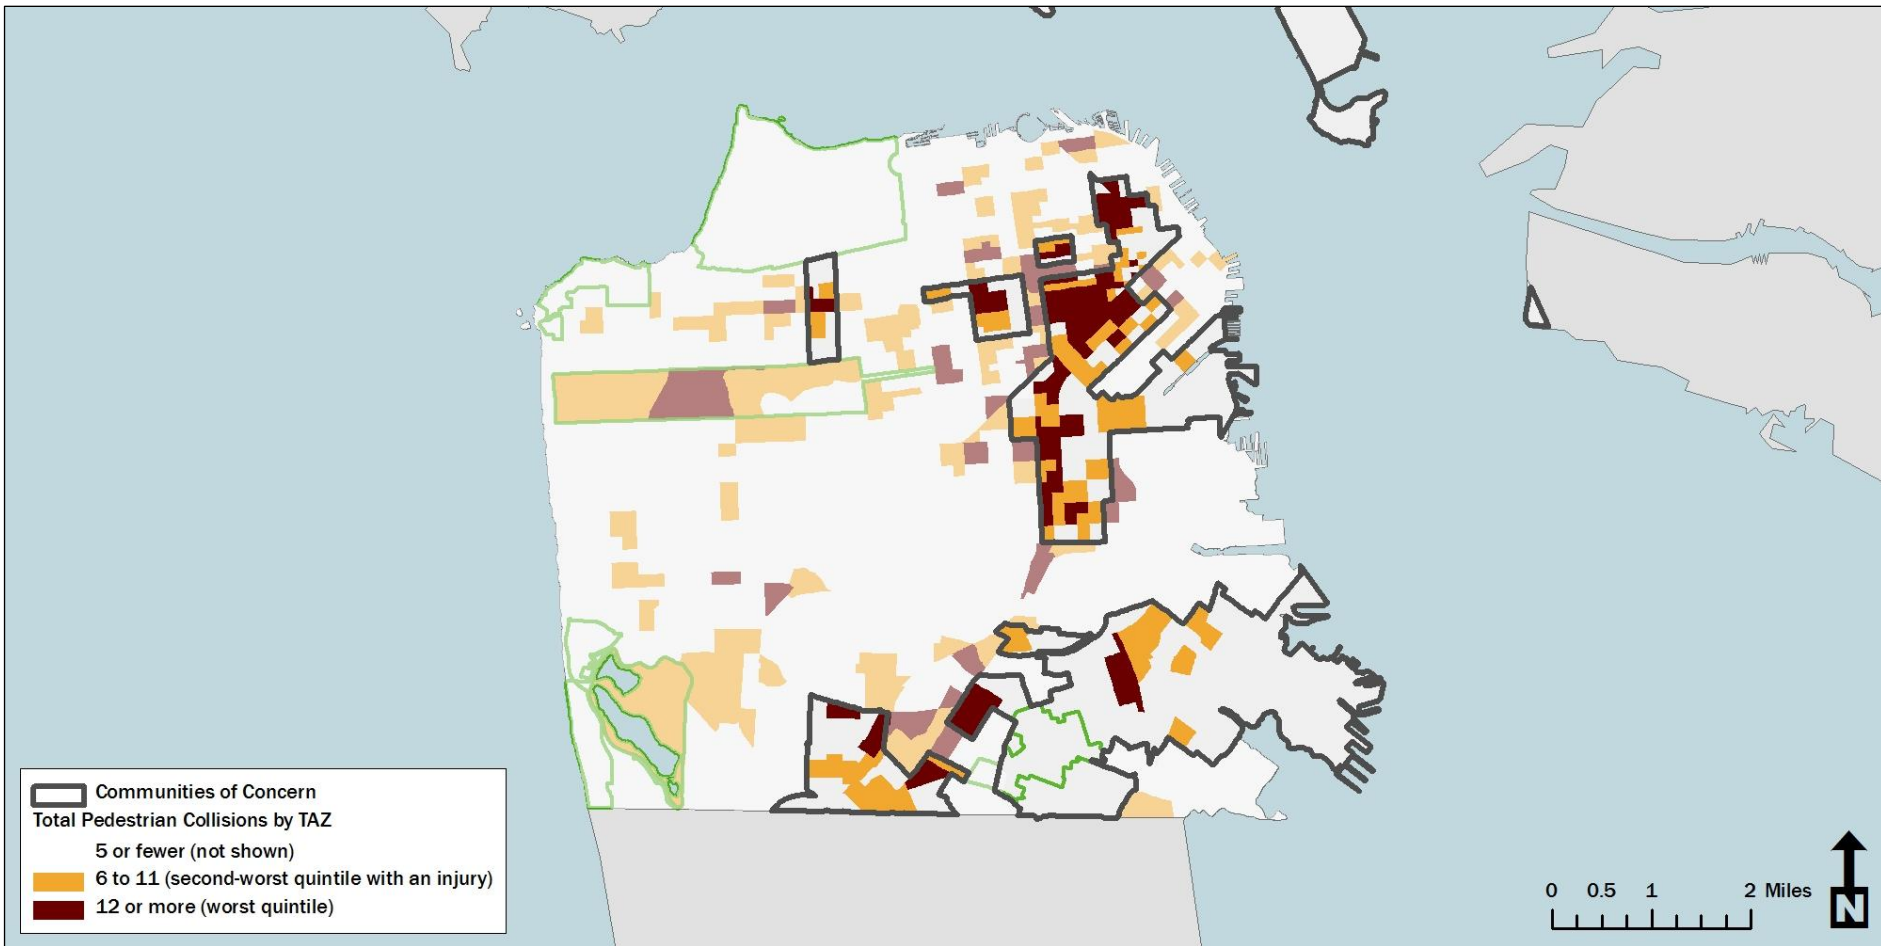 Communities of Concern
Total Pedestrian Collisions by TAZ
5 or fewer (not shown)
6 to 11 (second-worst quintile with an injury)
12 or more (worst quintile)
0 0.5 1 2 Miles
N